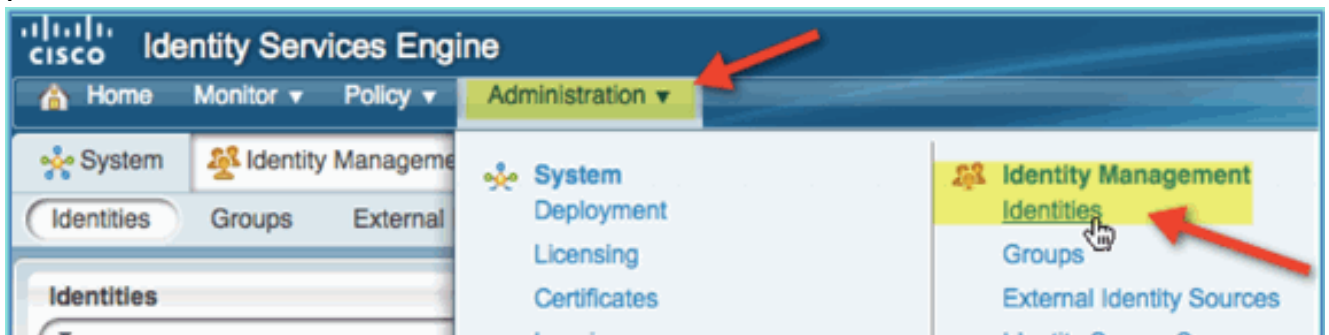 CISCO Identity Services Engine
Home Monitor ▾ Policy ▾ Administration ▾
System Identity Manageme
Identities Groups External
Identities
System
Deployment
Licensing
Certificates
Identity Management
Identities
Groups
External Identity Sources